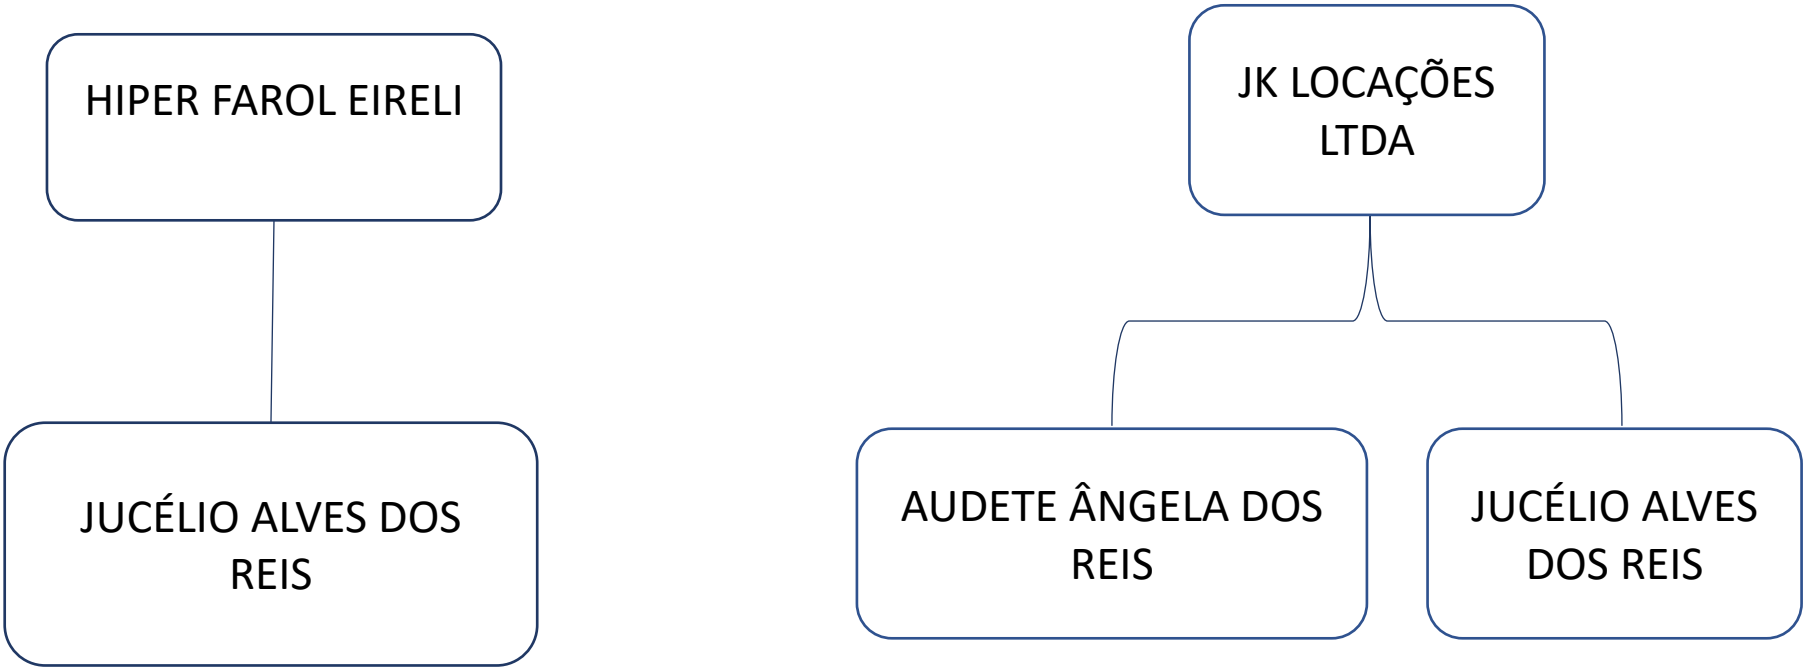 HIPER FAROL EIRELI
JUCÉLIO ALVES DOS
REIS
JK LOCAÇÕES
LTDA
AUDETE ÂNGELA DOS
REIS
JUCÉLIO ALVES
DOS REIS